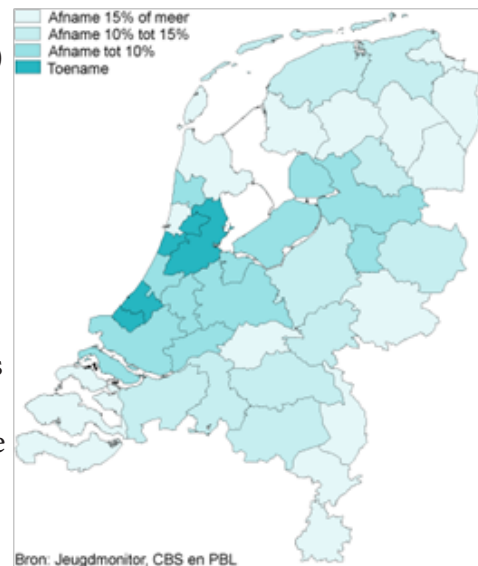 Afname 15% of meer
Afname 10% tot 15%
)
Afname tot 10%
Toename
s
e
Bron: Jeugdmonitor, CBS en PBL